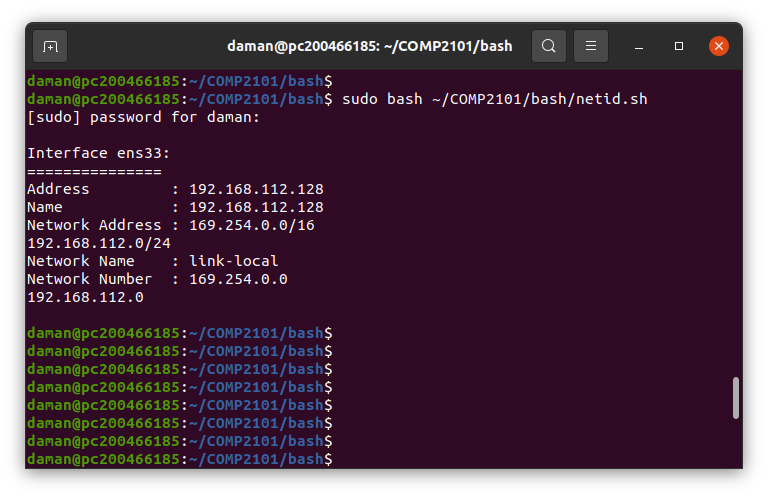 daman@pc200466185: ~/COMP2101/bash
daman@pc200466185:~/COMP2101/bash$
daman@pc200466185:~/COMP2101/bash$ sudo bash ~/COMP2101/bash/netid.sh
[sudo] password for daman:
Interface ens33:
===============
Address         : 192.168.112.128
Name            : 192.168.112.128
Network Address : 169.254.0.0/16
192.168.112.0/24
Network Name    : link-local
Network Number  : 169.254.0.0
192.168.112.0
daman@pc200466185:~/COMP2101/bash$
daman@pc200466185:~/COMP2101/bash$
daman@pc200466185:~/COMP2101/bash$
daman@pc200466185:~/COMP2101/bash$
daman@pc200466185:~/COMP2101/bash$
daman@pc200466185:~/COMP2101/bash$
daman@pc200466185:~/COMP2101/bash$
daman@pc200466185:~/COMP2101/bash$